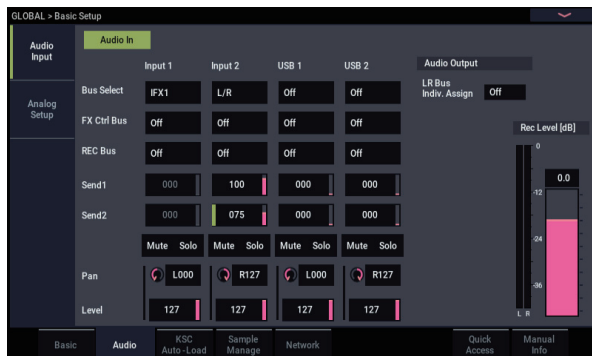 GLOBAL > Basic Setup
Audio Input
Analog Setup
Audio In
Input 1 Input 2 USB 1 USB 2
Bus Select IFX1 L/R Off Off
FX Ctrl Bus Off Off Off Off
REC Bus Off Off Off Off
Send1 000 100 000 000
Send2 000 075 000 000
Mute Solo Mute Solo Mute Solo Mute Solo
Pan L000 R127 L000 R127
Level 127 127 127 127
Audio Output
LR Bus
Indiv. Assign Off
Rec Level [dB]
0
0.0
-12
-24
-36
L R
Basic Audio KSC Auto-Load Sample Manage Network Quick Access Manual Info